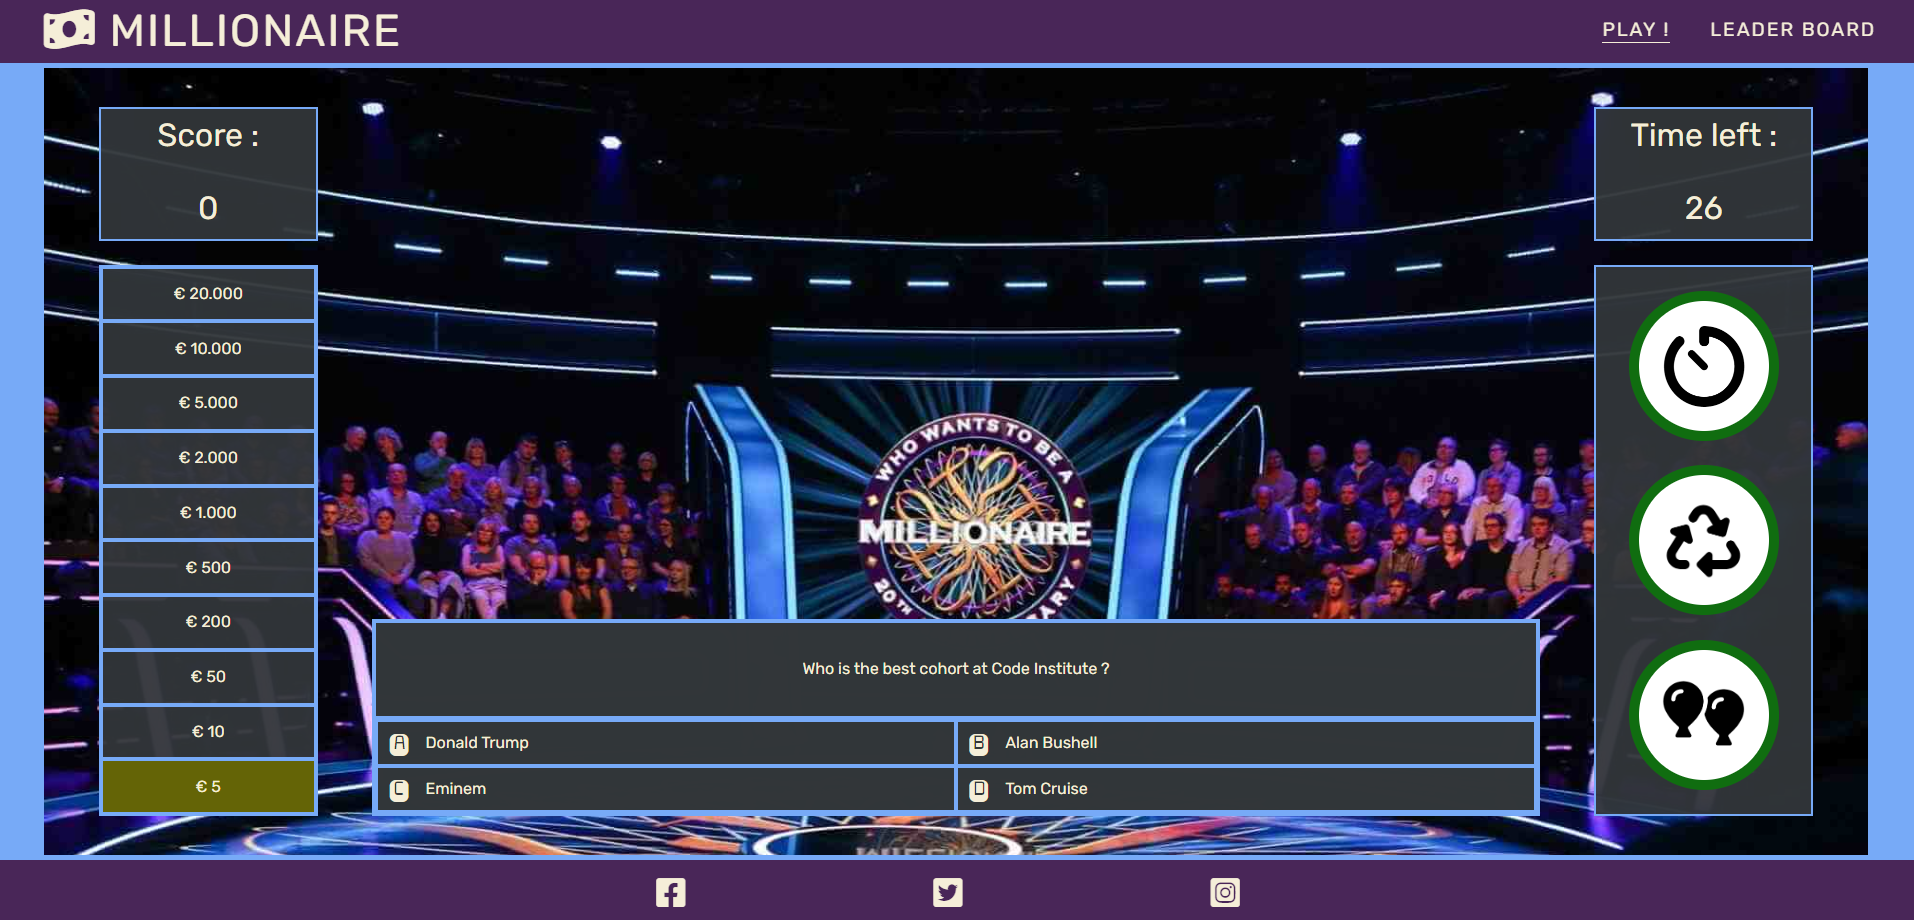 MILLIONAIRE
PLAY !
LEADER BOARD
Score :
0
Time left :
26
€ 20.000
€ 10.000
€ 5.000
€ 2.000
€ 1.000
€ 500
€ 200
€ 50
€ 10
€ 5
WHO WANTS TO BE A
MILLIONAIRE
20TH
Who is the best cohort at Code Institute ?
A Donald Trump
B Alan Bushell
C Eminem
D Tom Cruise